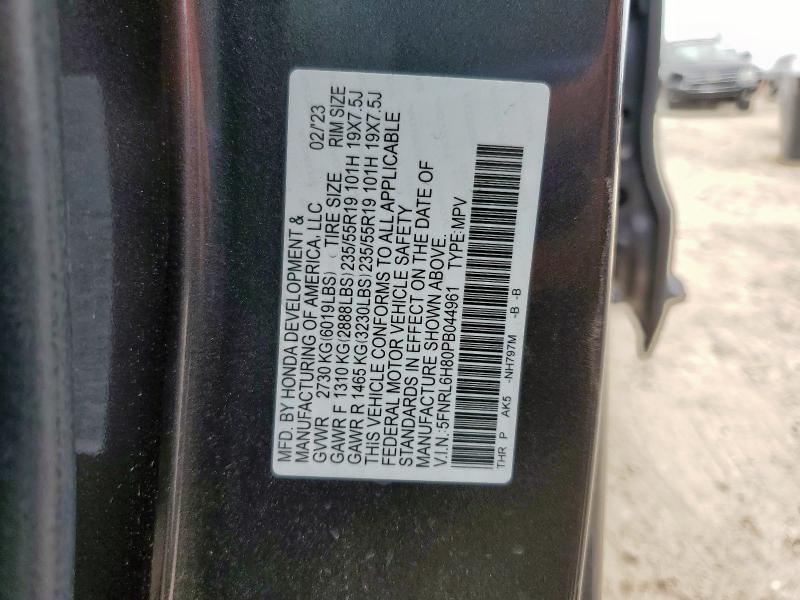 MFD. BY HONDA DEVELOPMENT &
MANUFACTURING OF AMERICA, LLC 02/23
GVWR 2730 KG(6019LBS) TIRE SIZE RIM SIZE
GAWR F 1310 KG(2888LBS)235/55R19 101H 19X7.5J
GAWR R 1465 KG(3230LBS)235/55R19 101H 19X7.5J
THIS VEHICLE CONFORMS TO ALL APPLICABLE
FEDERAL MOTOR VEHICLE SAFETY
STANDARDS IN EFFECT ON THE DATE OF
MANUFACTURE SHOWN ABOVE.
V.I.N.:5FNRL6H80PB044961 TYPE:MPV
THR P AK5 -NH797M -B -B